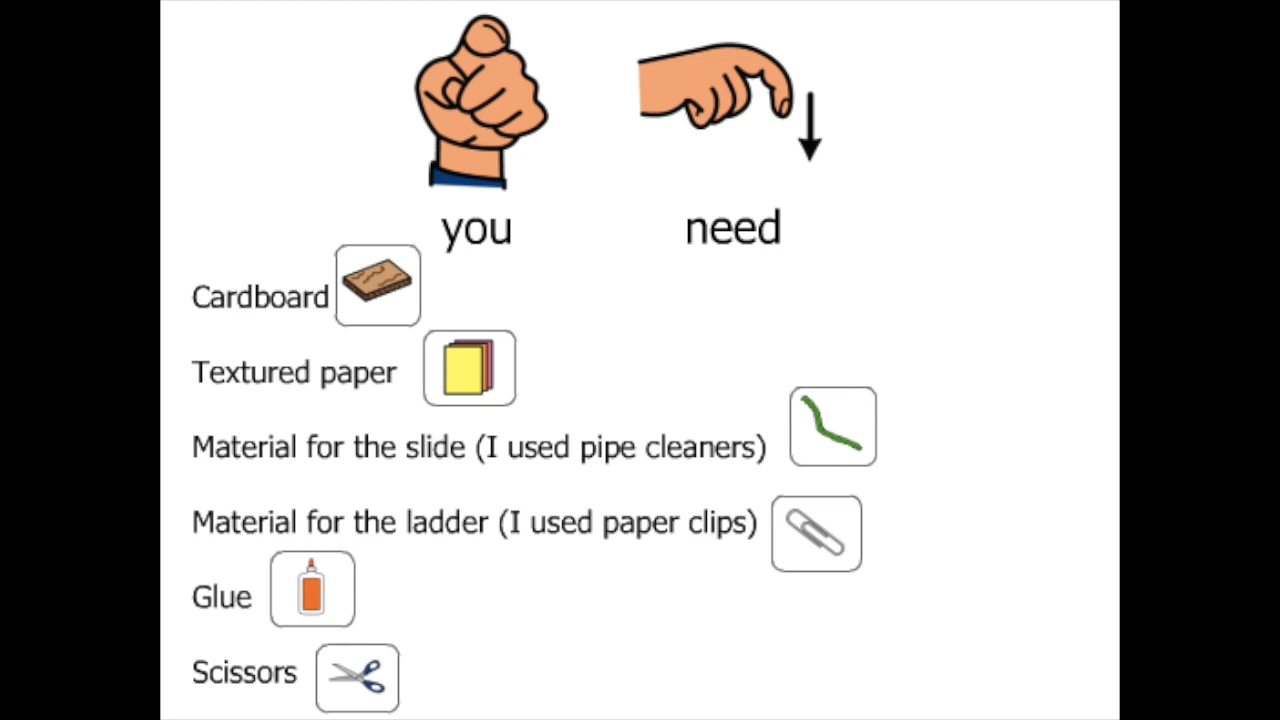 you need
Cardboard
Textured paper
Material for the slide (I used pipe cleaners)
Material for the ladder (I used paper clips)
Glue
Scissors